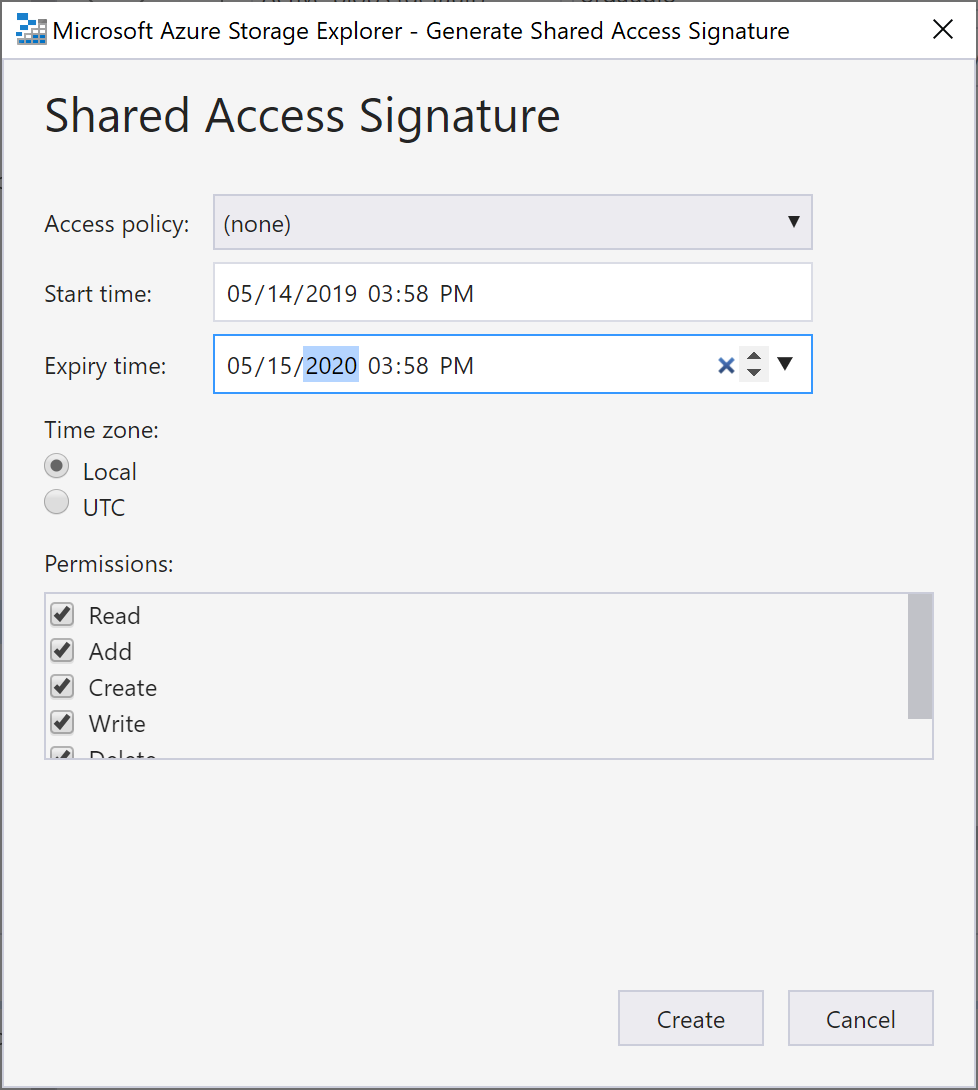 Microsoft Azure Storage Explorer - Generate Shared Access Signature
Shared Access Signature
Access policy: (none)
Start time: 05/14/2019 03:58 PM
Expiry time: 05/15/2020 03:58 PM
Time zone:
Local
UTC
Permissions:
Read
Add
Create
Write
Delete
Create Cancel